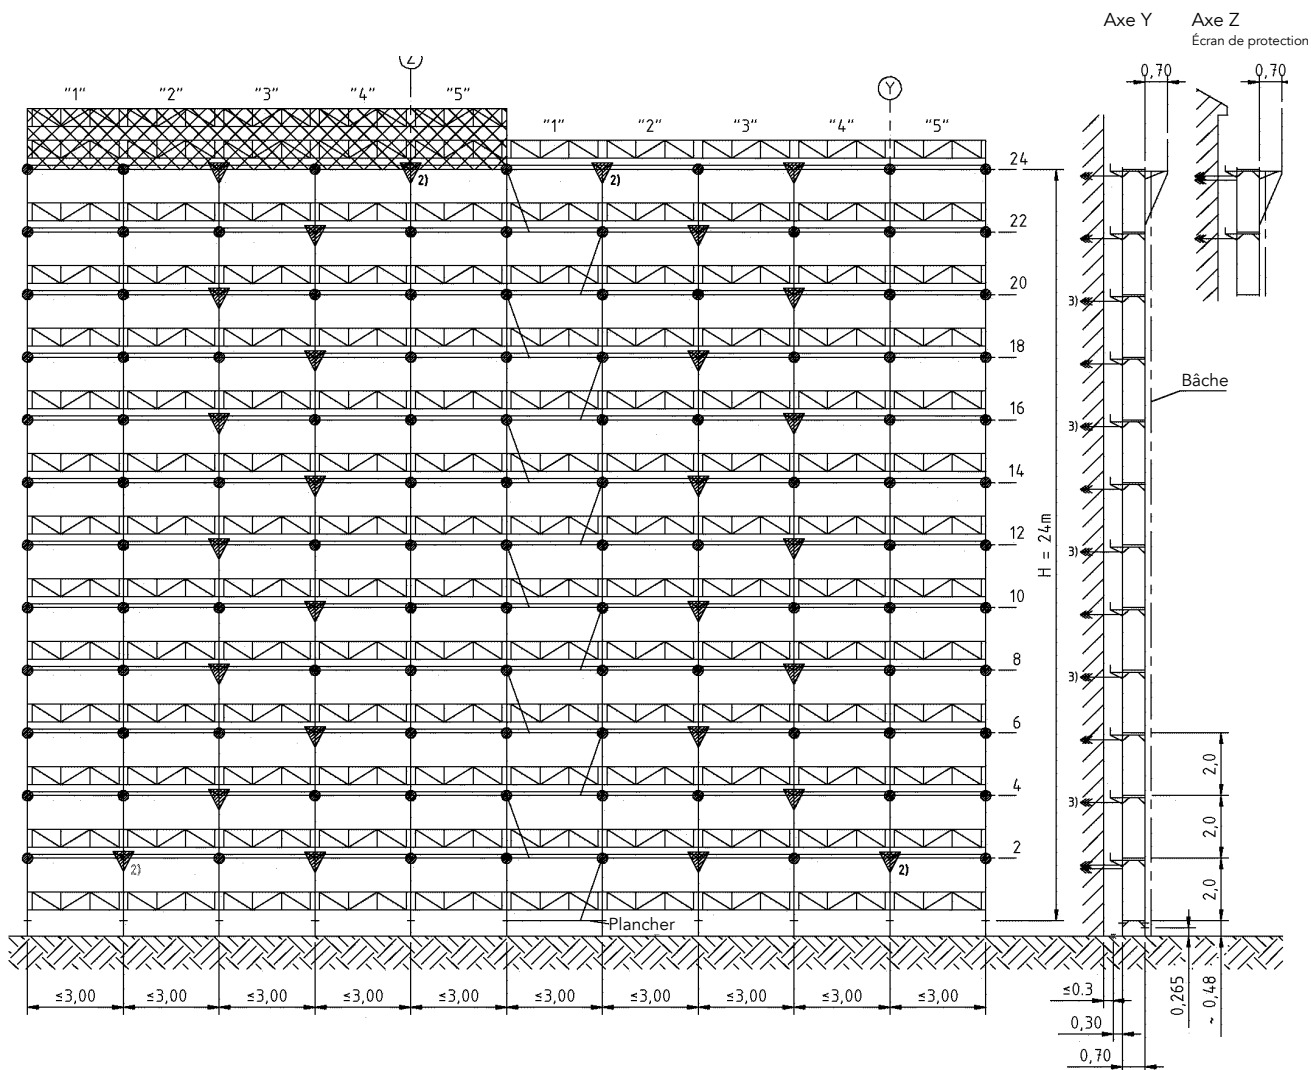 Axe Y
Axe Z
Écran de protection
Z
Y
0,70
0,70
"1" "2" "3" "4" "5"
"1" "2" "3" "4" "5"
24
2)
2)
22
20
3)
18
Bâche
16
3)
14
H = 24m
12
3)
10
8
3)
6
2,0
4
3)
2,0
2
2)
2)
2,0
Plancher
≤3,00 ≤3,00 ≤3,00 ≤3,00 ≤3,00 ≤3,00 ≤3,00 ≤3,00 ≤3,00 ≤3,00
≤0.3
0,265
~ 0,48
0,30
0,70